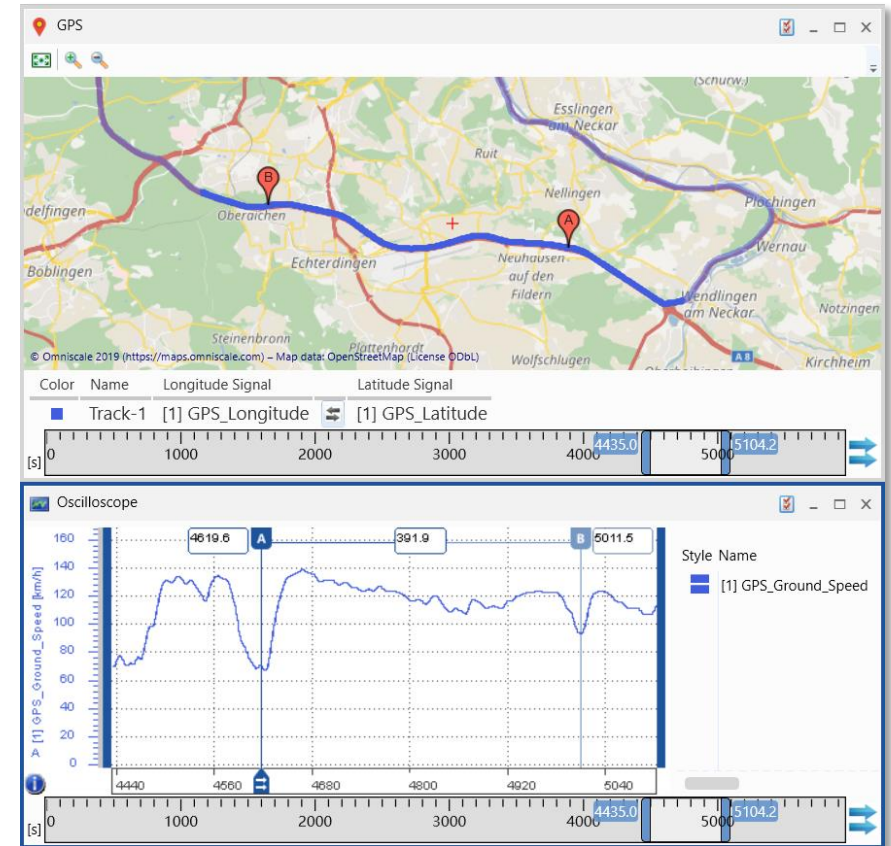 GPS
(Schurw.)
Esslingen
am Neckar
Ruit
Nellingen
Plochingen
B
A
delfingen
Oberaichen
Wernau
Echterdingen
Neuhausen
auf den
Fildern
Böblingen
Wendlingen
am Neckar
Notzingen
Steinenbronn
Plattenhardt
Wolfschlugen
A 8
Kirchheim
© Omniscale 2019 (https://maps.omniscale.com) – Map data: OpenStreetMap (License ODbL)
Color Name Longitude Signal Latitude Signal
Track-1 [1] GPS_Longitude [1] GPS_Latitude
4435.0 5104.2
[s] 0 1000 2000 3000 4000 5000
Oscilloscope
160 4619.6 A 391.9 B 5011.5
Style Name
140
[1] GPS_Ground_Speed
120
100
80
60
40
20
0
A [1] GPS_Ground_Speed [km/h]
4440 4560 4680 4800 4920 5040
4435.0 5104.2
[s] 0 1000 2000 3000 4000 5000